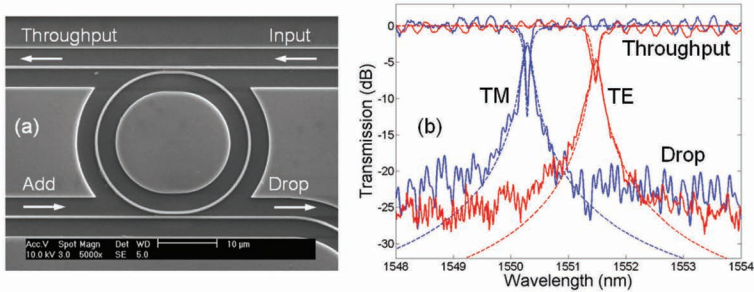 Throughput Input
(a)
Add Drop
Acc.V Spot Magn Det WD
10.0 kV 3.0 5000x SE 5.0 10 µm
Transmission (dB)
0
-5
-10
-15
-20
-25
-30
Throughput
TM TE
(b)
Drop
1548 1549 1550 1551 1552 1553 1554
Wavelength (nm)